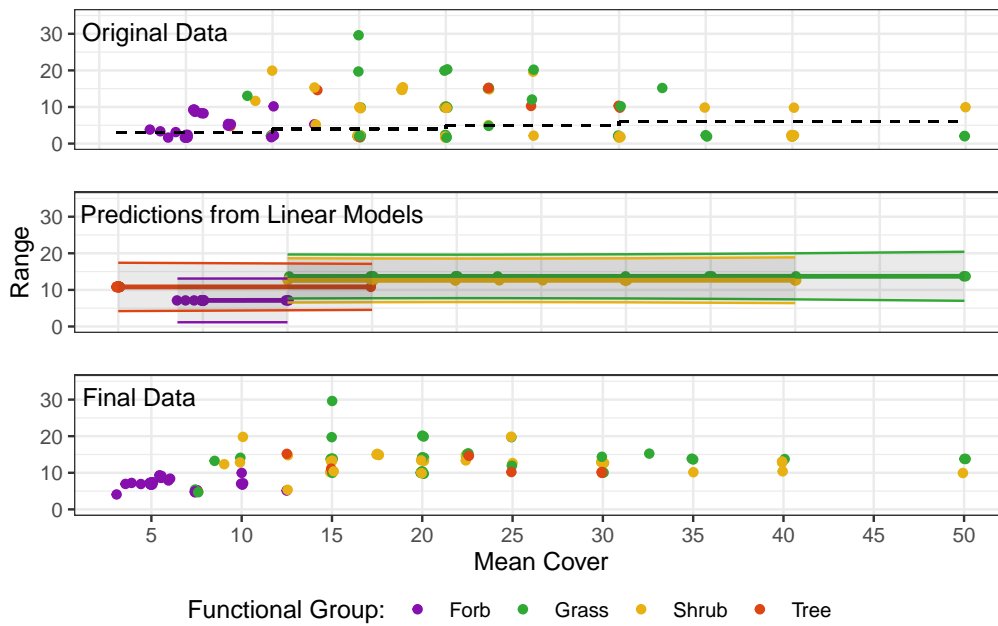 Original Data
30
20
10
0
Predictions from Linear Models
30
20
10
0
Range
Final Data
30
20
10
0
5 10 15 20 25 30 35 40 45 50
Mean Cover
Functional Group: Forb Grass Shrub Tree